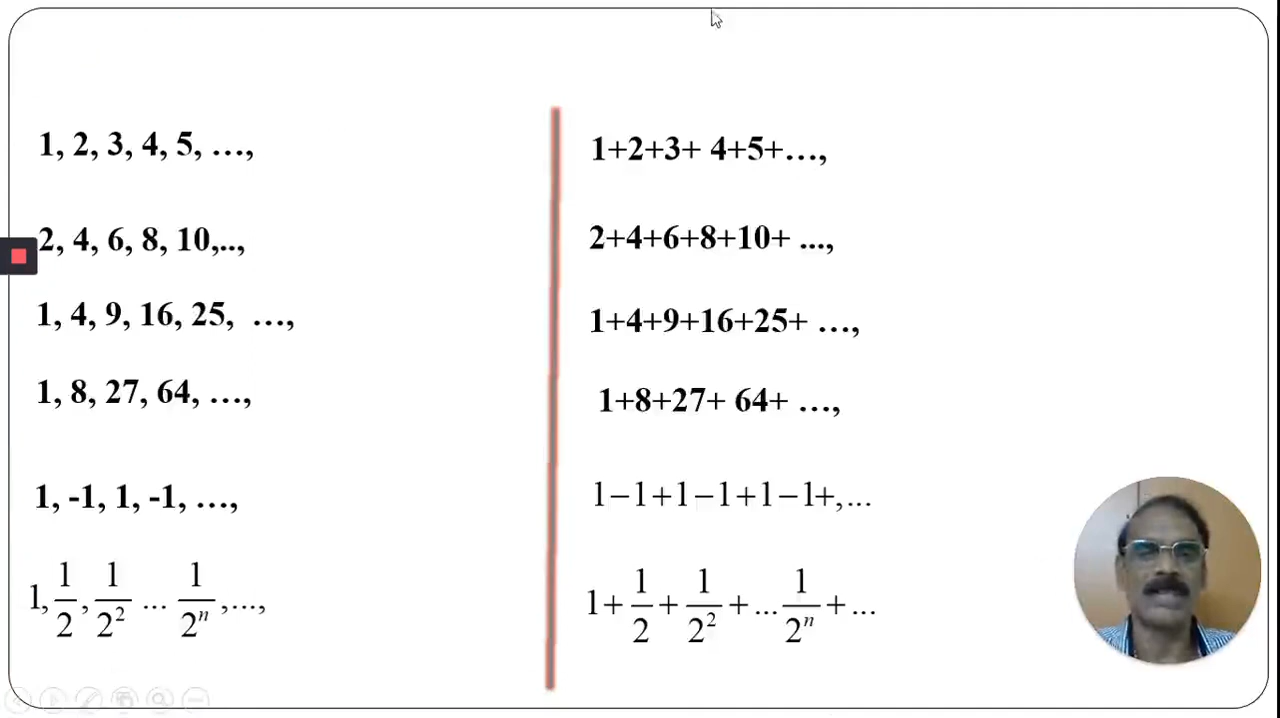 1, 2, 3, 4, 5, …,
2, 4, 6, 8, 10,..,
1, 4, 9, 16, 25, …,
1, 8, 27, 64, …,
1, -1, 1, -1, …,
1, 1/2, 1/2², ... 1/2ⁿ ,...,
1+2+3+ 4+5+…,
2+4+6+8+10+ ...,
1+4+9+16+25+ …,
1+8+27+ 64+ …,
1−1+1−1+1−1+,...
1+ 1/2 + 1/2² +... 1/2ⁿ +...